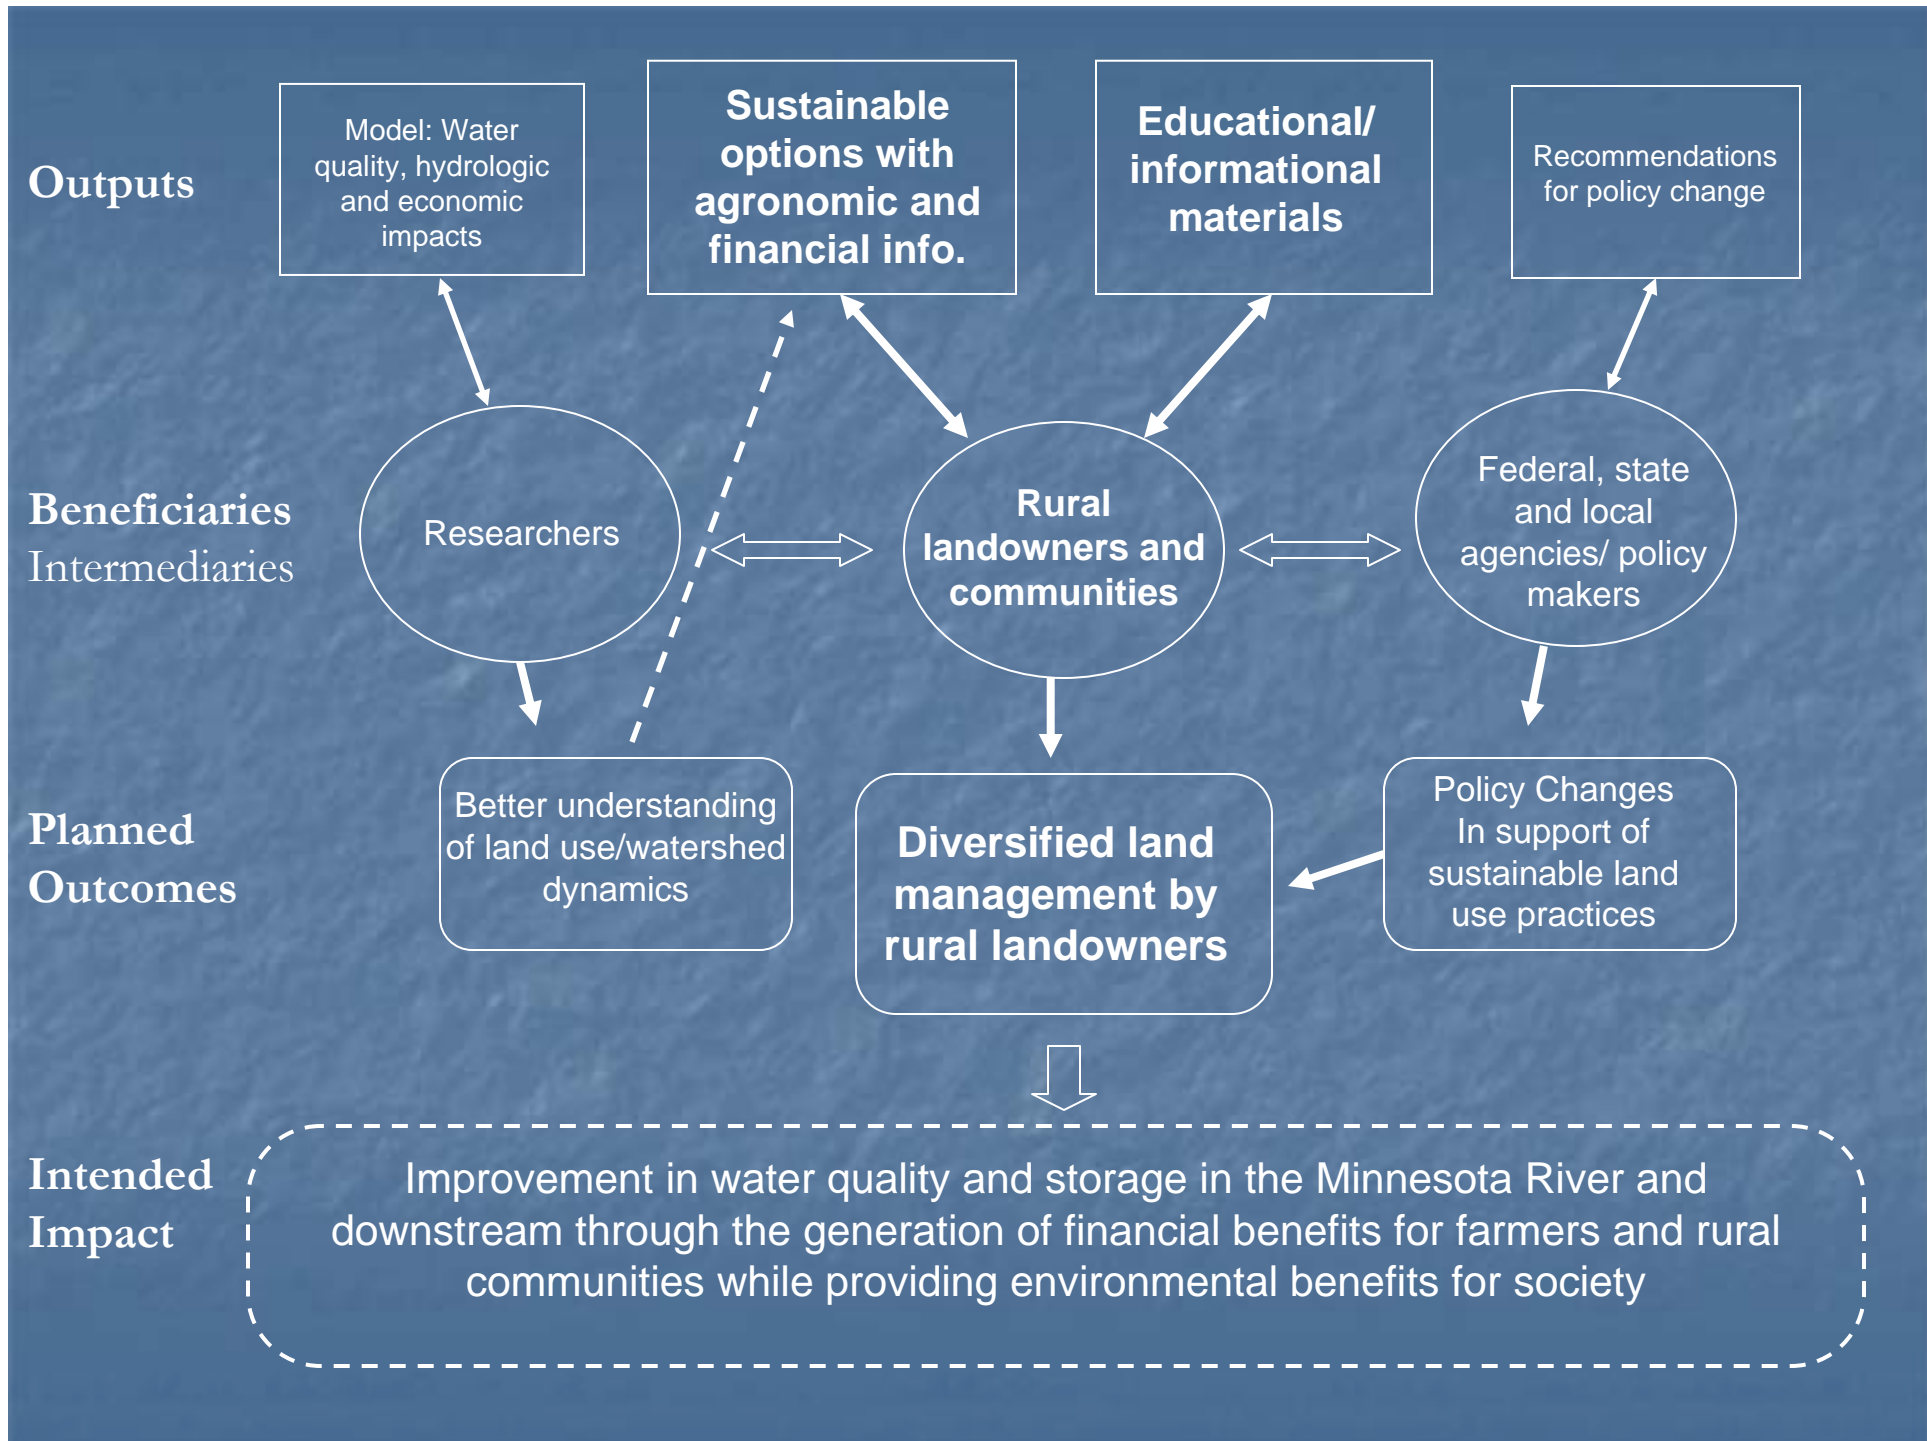 Outputs
Model: Water
quality, hydrologic
and economic
impacts
Sustainable
options with
agronomic and
financial info.
Educational/
informational
materials
Recommendations
for policy change
Beneficiaries
Intermediaries
Researchers
Rural
landowners and
communities
Federal, state
and local
agencies/ policy
makers
Planned
Outcomes
Better understanding
of land use/watershed
dynamics
Diversified land
management by
rural landowners
Policy Changes
In support of
sustainable land
use practices
Intended
Impact
Improvement in water quality and storage in the Minnesota River and
downstream through the generation of financial benefits for farmers and rural
communities while providing environmental benefits for society